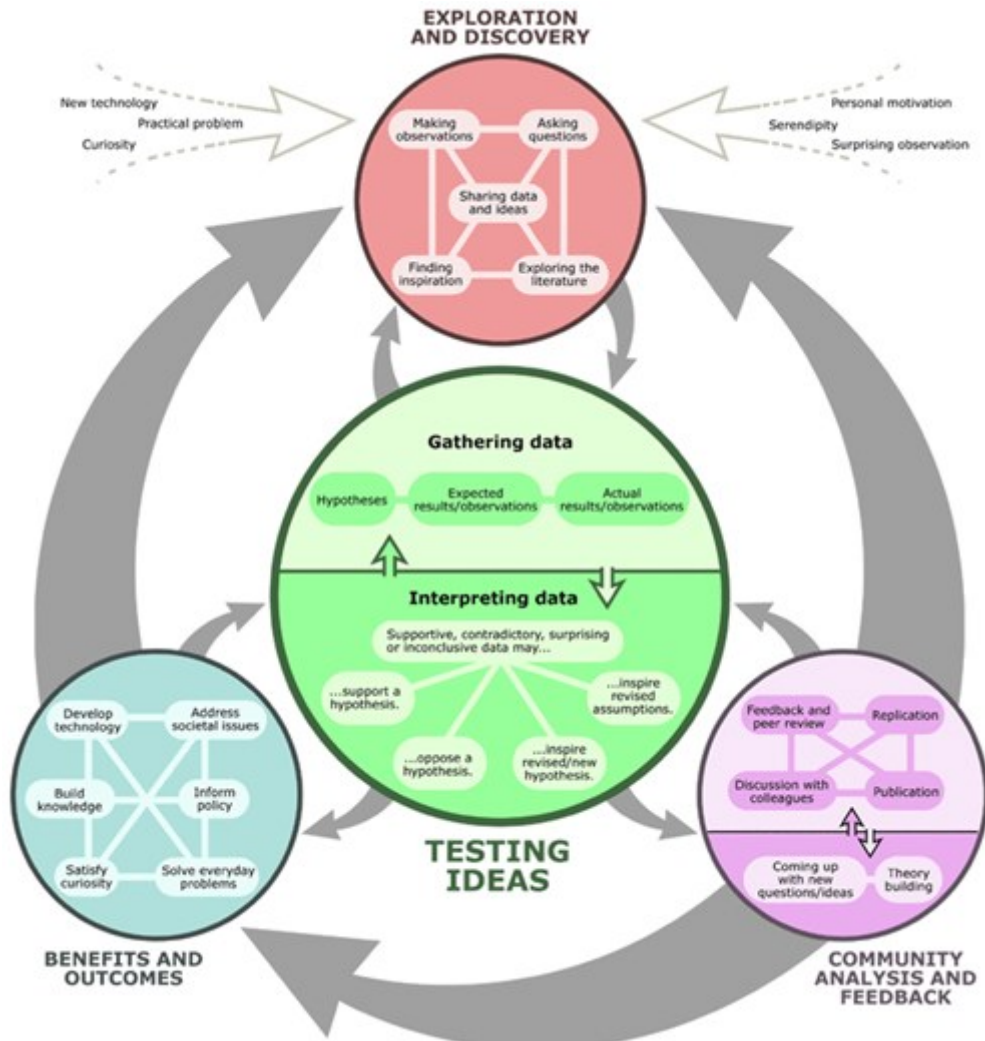 EXPLORATION
AND DISCOVERY
New technology
Practical problem
Curiosity
Personal motivation
Serendipity
Surprising observation
Making
observations
Asking
questions
Sharing data
and ideas
Finding
inspiration
Exploring the
literature
Gathering data
Hypotheses
Expected
results/observations
Actual
results/observations
Interpreting data
Supportive, contradictory, surprising
or inconclusive data may...
...support a
hypothesis.
...inspire
revised
assumptions.
...oppose a
hypothesis.
...inspire
revised/new
hypothesis.
TESTING
IDEAS
Develop
technology
Address
societal issues
Build
knowledge
Inform
policy
Satisfy
curiosity
Solve everyday
problems
BENEFITS AND
OUTCOMES
Feedback and
peer review
Replication
Discussion with
colleagues
Publication
Coming up
with new
questions/ideas
Theory
building
COMMUNITY
ANALYSIS AND
FEEDBACK